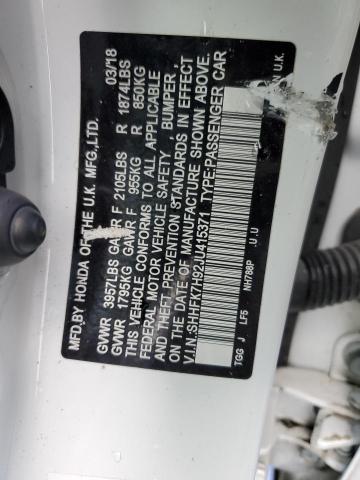 MFD.BY HONDA OF THE U.K. MFG.,LTD. 03/18
GVWR 3957LBS GAWR F 2105LBS R 1874LBS
GVWR 1795KG GAWR F 955KG R 850KG
THIS VEHICLE CONFORMS TO ALL APPLICABLE
FEDERAL MOTOR VEHICLE SAFETY BUMPER,
THEFT PREVENTION STANDARDS IN EFFECT
ON THE DATE OF MANUFACTURE SHOWN ABOVE.
V.I.N.:SHHFK7H92JU415371 TYPE:PASSENGER CAR
IN U.K.
TGG J LF5 NH788P U.U